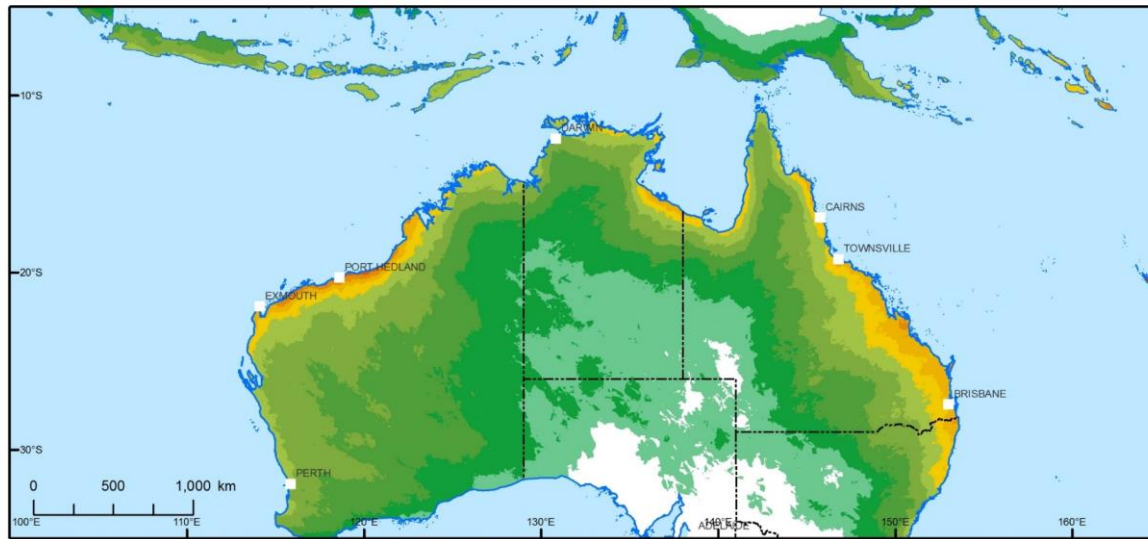 10°S
DARWIN
CAIRNS
TOWNSVILLE
20°S
PORT HEDLAND
EXMOUTH
BRISBANE
30°S
PERTH
0 500 1,000 km
ADELAIDE
100°E 110°E 120°E 130°E 140°E 150°E 160°E